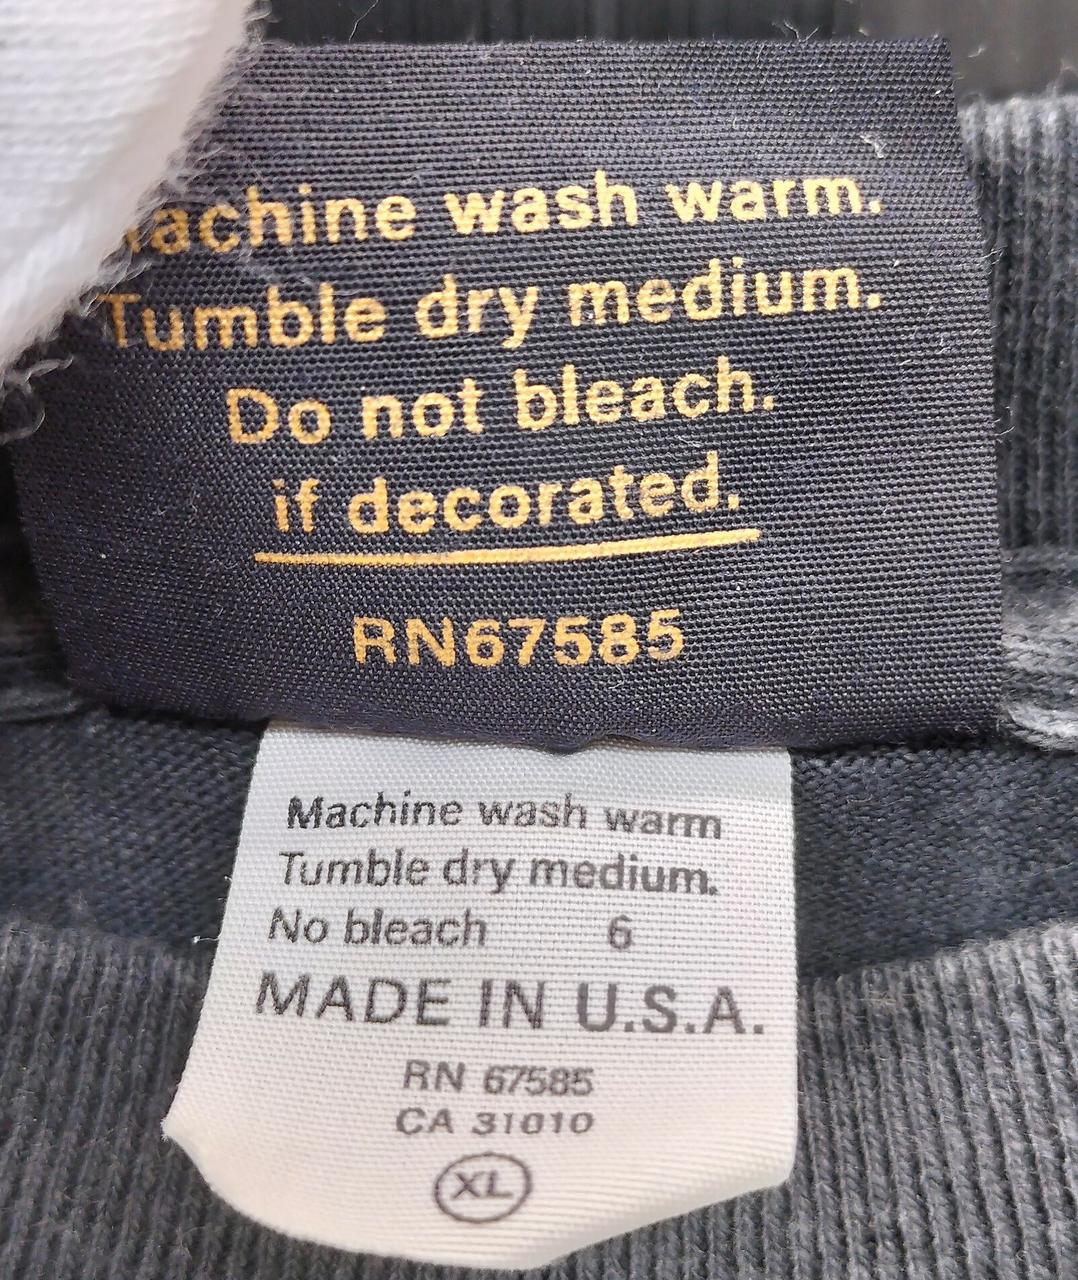 Machine wash warm.
Tumble dry medium.
Do not bleach.
if decorated.
RN67585
Machine wash warm
Tumble dry medium.
No bleach 6
MADE IN U.S.A.
RN 67585
CA 31010
XL